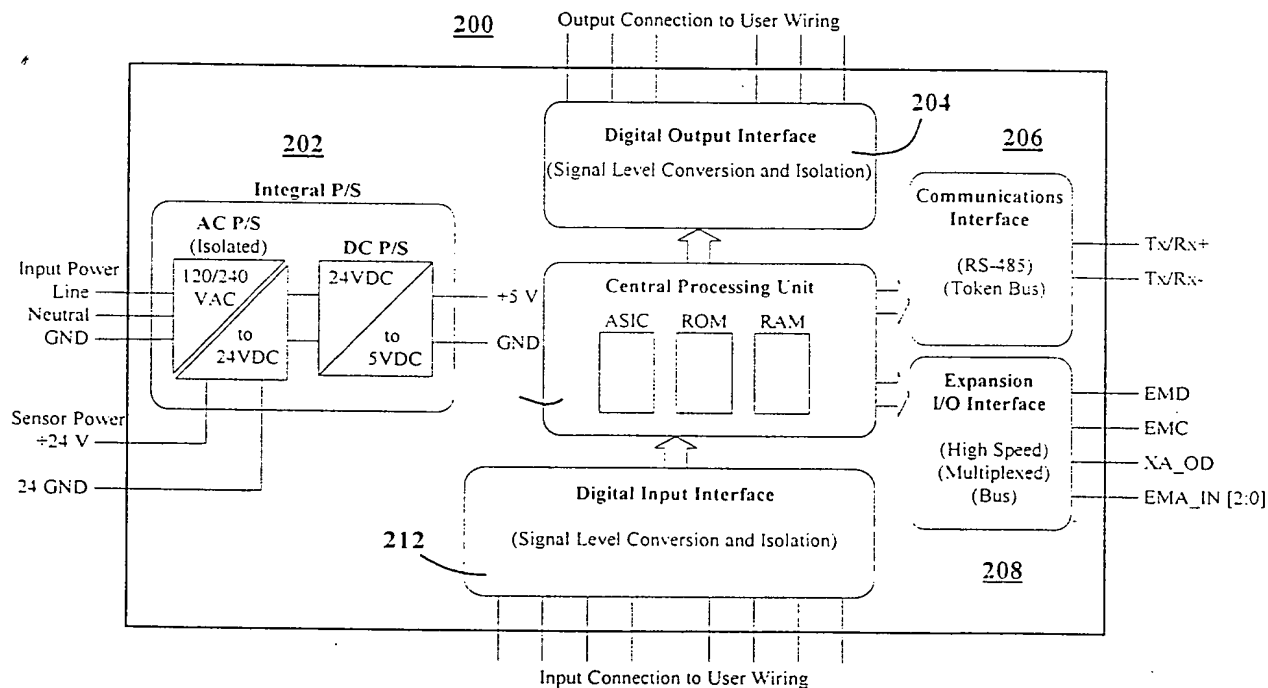 200
Output Connection to User Wiring
204
Digital Output Interface
(Signal Level Conversion and Isolation)
202
Integral P/S
AC P/S
(Isolated)
120/240
VAC
to
24VDC
DC P/S
24VDC
to
5VDC
Input Power
Line
Neutral
GND
Sensor Power
+24 V
24 GND
+5 V
GND
Central Processing Unit
ASIC ROM RAM
206
Communications
Interface
(RS-485)
(Token Bus)
Tx/Rx+
Tx/Rx-
Expansion
I/O Interface
(High Speed)
(Multiplexed)
(Bus)
EMD
EMC
XA_OD
EMA_IN [2:0]
208
Digital Input Interface
(Signal Level Conversion and Isolation)
212
Input Connection to User Wiring